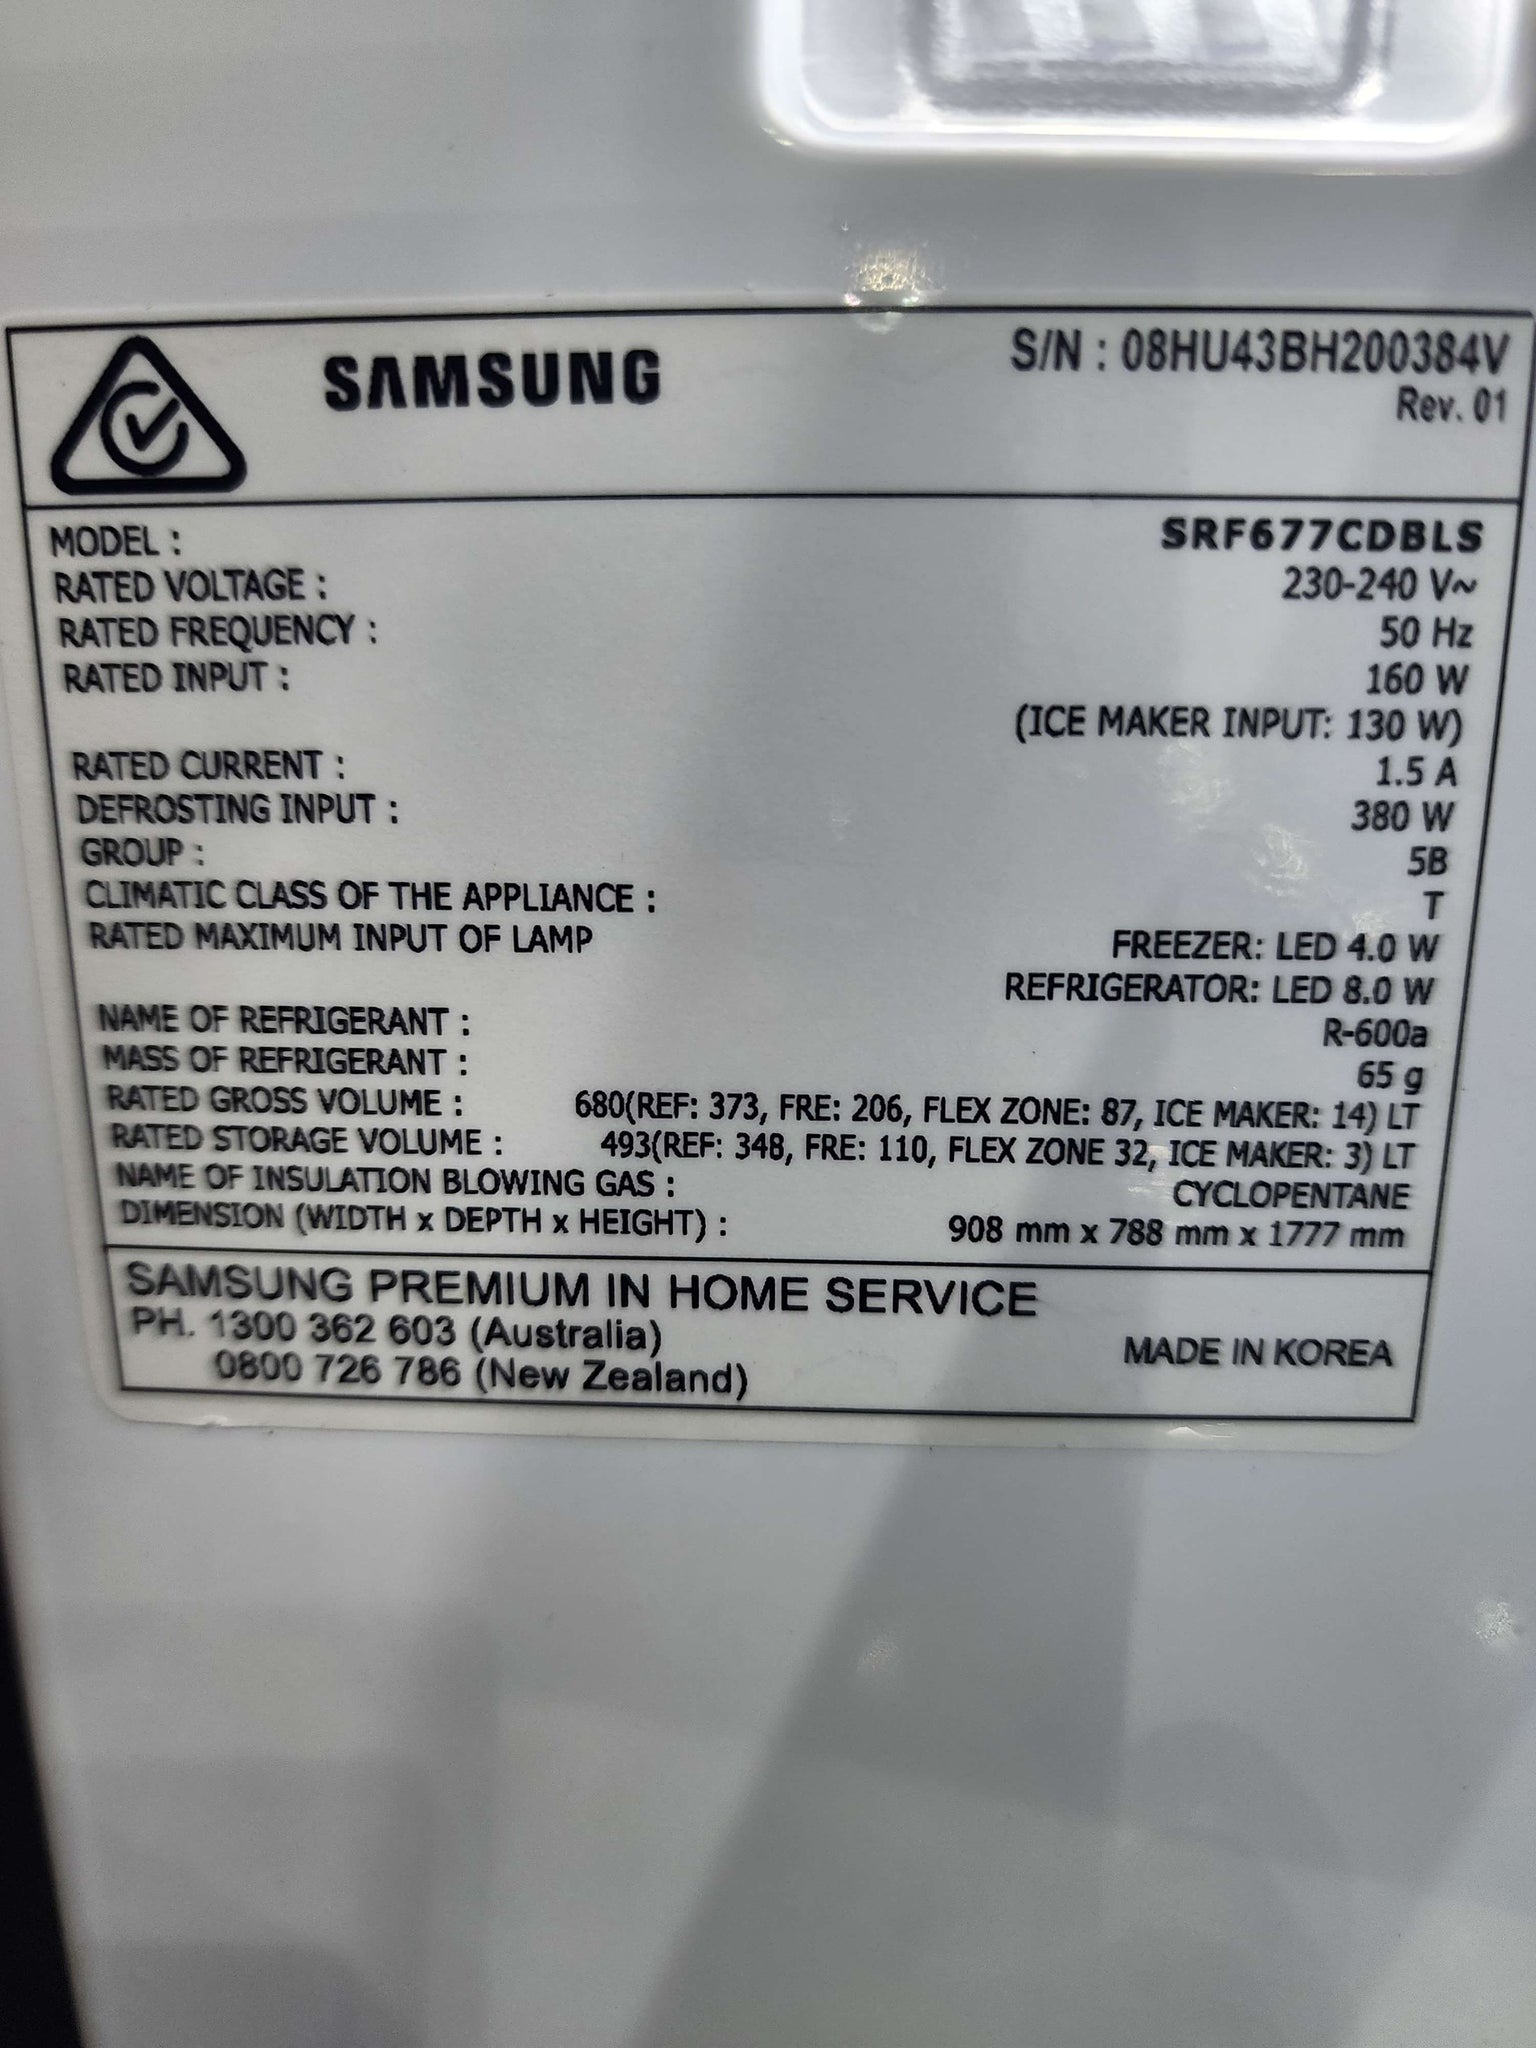 SAMSUNG
S/N : 08HU43BH200384V
Rev. 01
MODEL : SRF677CDBLS
RATED VOLTAGE : 230-240 V~
RATED FREQUENCY : 50 Hz
RATED INPUT : 160 W
(ICE MAKER INPUT: 130 W)
RATED CURRENT : 1.5 A
DEFROSTING INPUT : 380 W
GROUP : 5B
CLIMATIC CLASS OF THE APPLIANCE : T
RATED MAXIMUM INPUT OF LAMP FREEZER: LED 4.0 W
REFRIGERATOR: LED 8.0 W
NAME OF REFRIGERANT : R-600a
MASS OF REFRIGERANT : 65 g
RATED GROSS VOLUME : 680(REF: 373, FRE: 206, FLEX ZONE: 87, ICE MAKER: 14) LT
RATED STORAGE VOLUME : 493(REF: 348, FRE: 110, FLEX ZONE 32, ICE MAKER: 3) LT
NAME OF INSULATION BLOWING GAS : CYCLOPENTANE
DIMENSION (WIDTH x DEPTH x HEIGHT) : 908 mm x 788 mm x 1777 mm
SAMSUNG PREMIUM IN HOME SERVICE
PH. 1300 362 603 (Australia)
0800 726 786 (New Zealand)
MADE IN KOREA